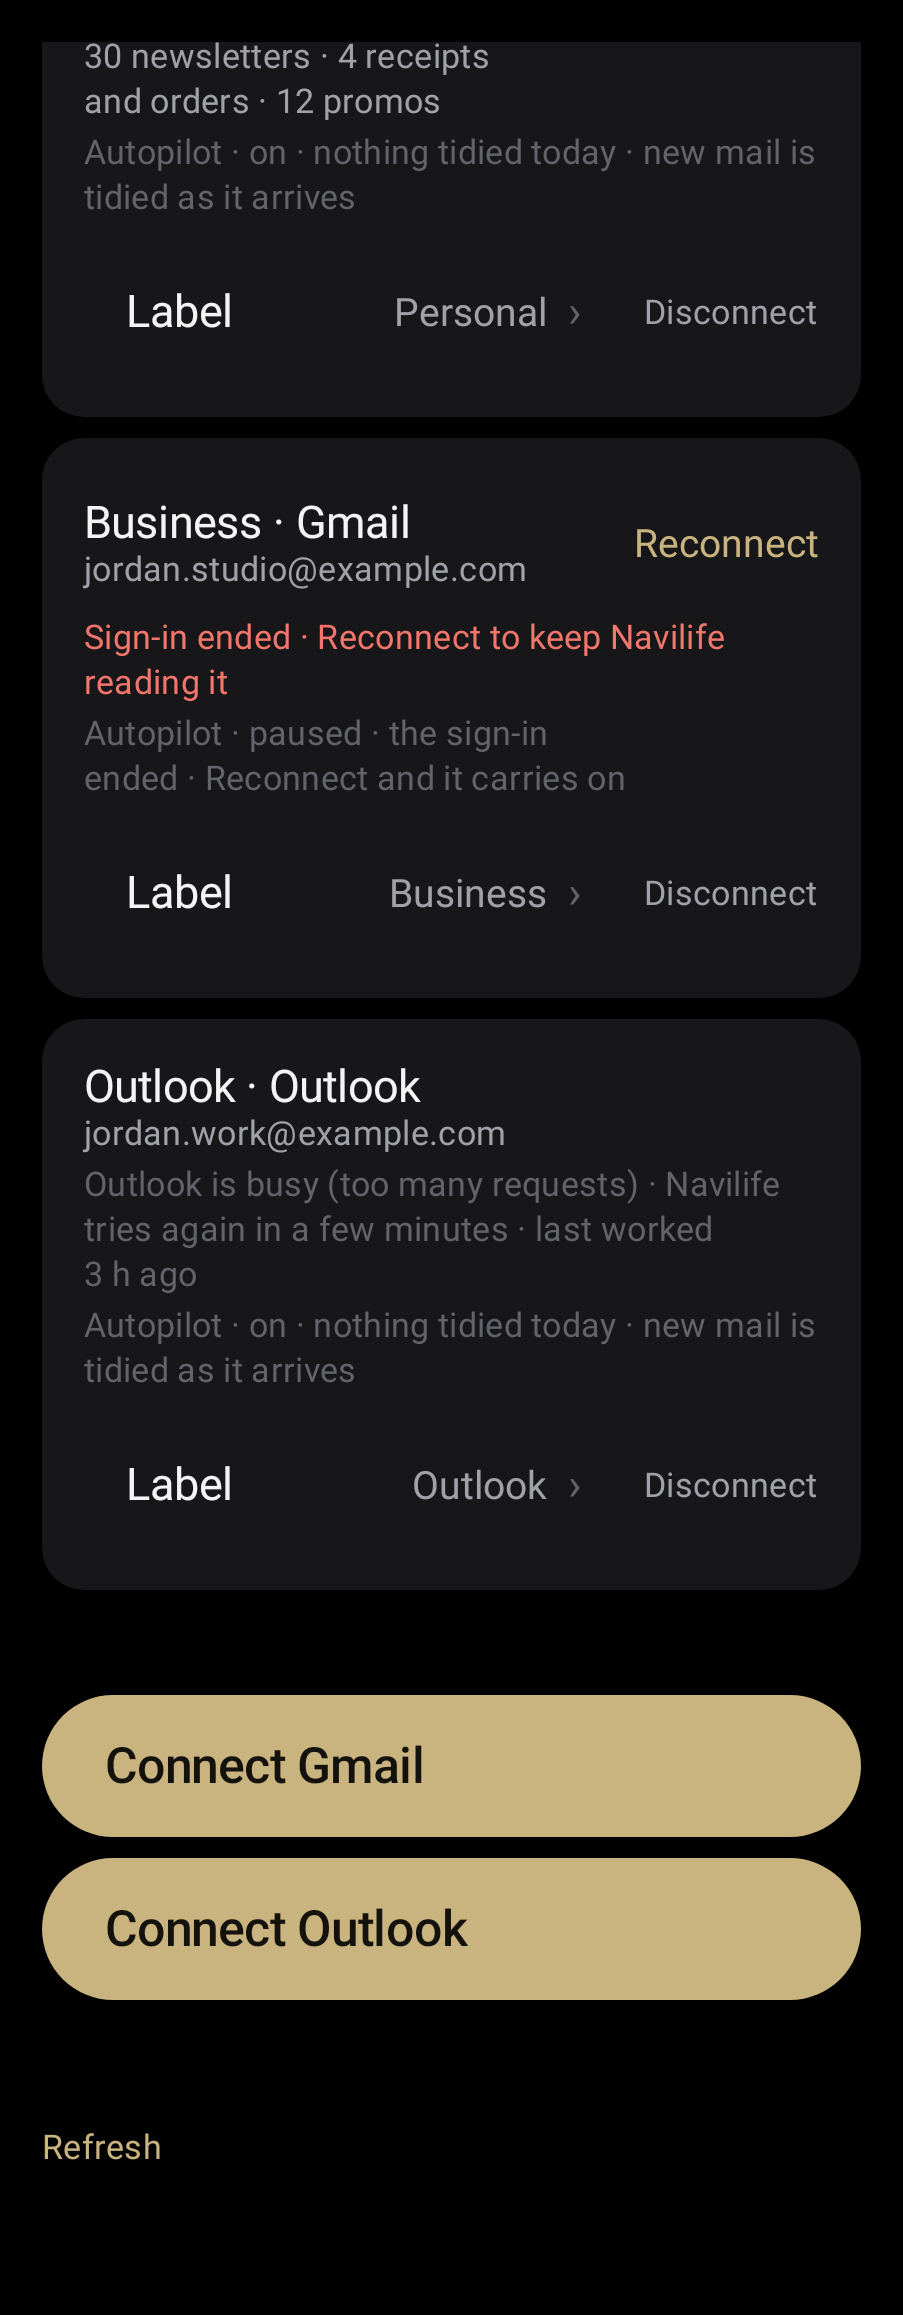 30 newsletters · 4 receipts
and orders · 12 promos
Autopilot · on · nothing tidied today · new mail is
tidied as it arrives
Label Personal › Disconnect
Business · Gmail
jordan.studio@example.com
Reconnect
Sign-in ended · Reconnect to keep Navilife
reading it
Autopilot · paused · the sign-in
ended · Reconnect and it carries on
Label Business › Disconnect
Outlook · Outlook
jordan.work@example.com
Outlook is busy (too many requests) · Navilife
tries again in a few minutes · last worked
3 h ago
Autopilot · on · nothing tidied today · new mail is
tidied as it arrives
Label Outlook › Disconnect
Connect Gmail
Connect Outlook
Refresh